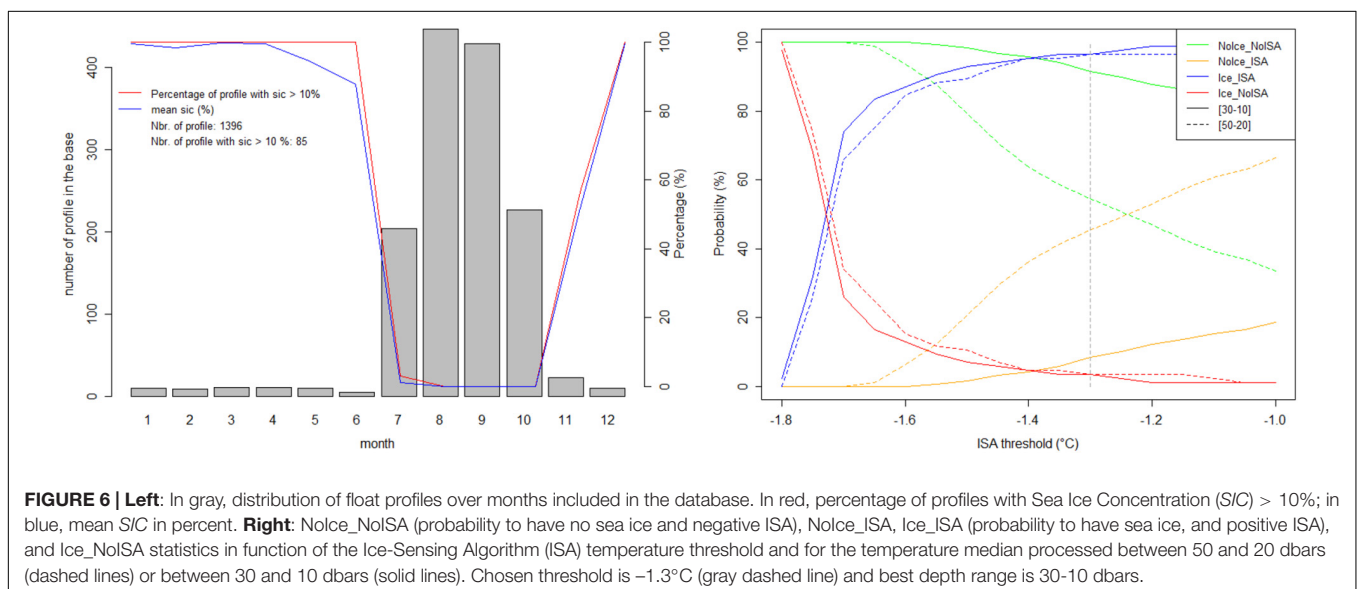 number of profile in the base
400
300
200
100
0
Percentage of profile with sic > 10%
mean sic (%)
Nbr. of profile: 1396
Nbr. of profile with sic > 10 %: 85
100
80
60
40
20
0
Percentage (%)
1 2 3 4 5 6 7 8 9 10 11 12
month
Probability (%)
100
80
60
40
20
0
NoIce_NoISA
NoIce_ISA
Ice_ISA
Ice_NoISA
[30-10]
[50-20]
-1.8 -1.6 -1.4 -1.2 -1.0
ISA threshold (°C)
FIGURE 6 | Left: In gray, distribution of float profiles over months included in the database. In red, percentage of profiles with Sea Ice Concentration (SIC) > 10%; in
blue, mean SIC in percent. Right: NoIce_NoISA (probability to have no sea ice and negative ISA), NoIce_ISA, Ice_ISA (probability to have sea ice, and positive ISA),
and Ice_NoISA statistics in function of the Ice-Sensing Algorithm (ISA) temperature threshold and for the temperature median processed between 50 and 20 dbars
(dashed lines) or between 30 and 10 dbars (solid lines). Chosen threshold is –1.3°C (gray dashed line) and best depth range is 30-10 dbars.